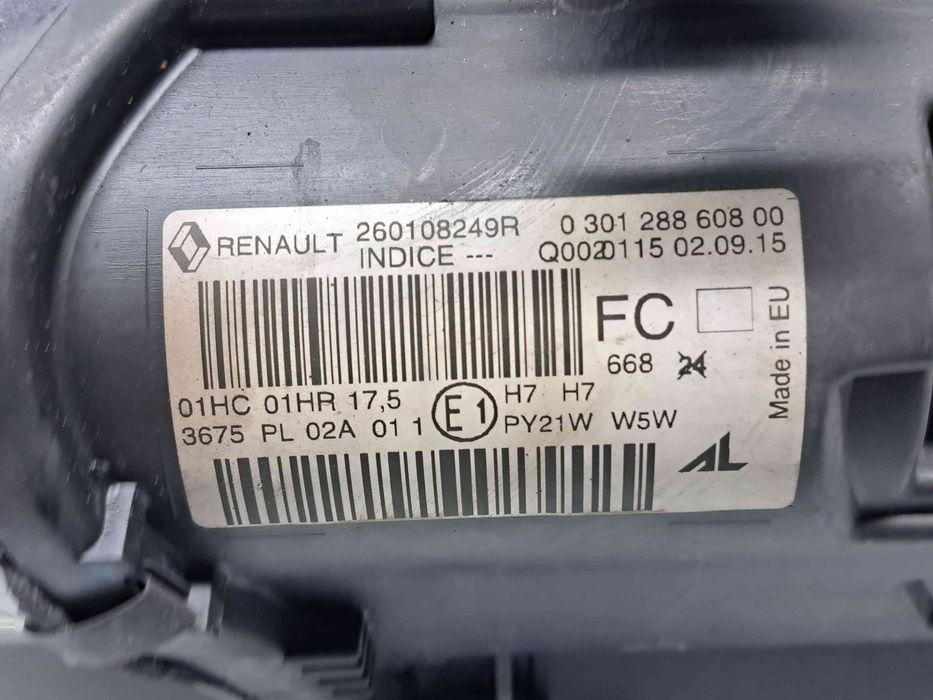 RENAULT 260108249R 0 301 288 608 00
INDICE --- Q0020115 02.09.15
FC
668 24
Made in EU
01HC 01HR 17,5 E1 H7 H7
3675 PL 02A 01 1 PY21W W5W
AL